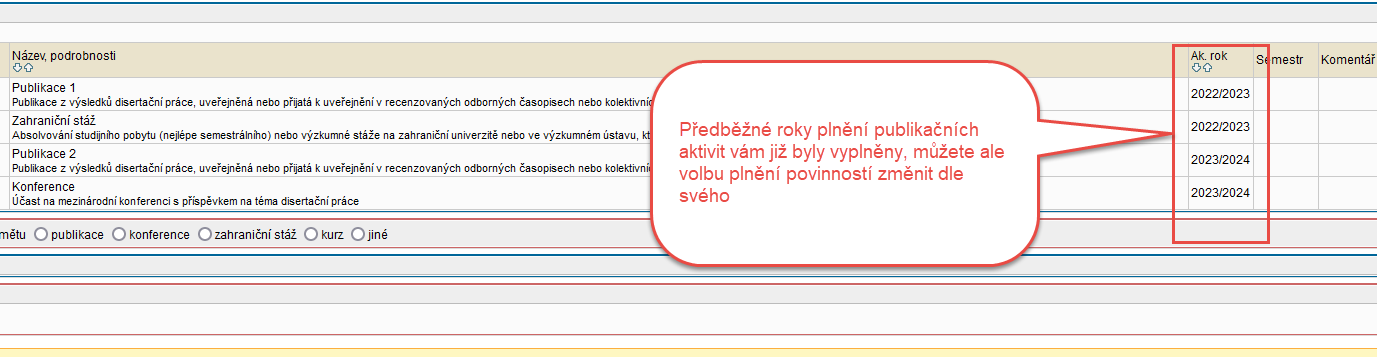 Název, podrobnosti
Ak. rok
Semestr
Komentář
Publikace 1
Publikace z výsledků disertační práce, uveřejněná nebo přijatá k uveřejnění v recenzovaných odborných časopisech nebo
2022/2023
Zahraniční stáž
Absolvování studijního pobytu (nejlépe semestrálního) nebo výzkumné stáže na zahraniční univerzitě nebo ve výzkumném ústavu,
2022/2023
Publikace 2
Publikace z výsledků disertační práce, uveřejněná nebo přijatá k uveřejnění v recenzovaných odborných časopisech nebo
2023/2024
Konference
Účast na mezinárodní konferenci s příspěvkem na téma disertační práce
2023/2024
Předběžné roky plnění publikačních
aktivit vám již byly vyplněny, můžete ale
volbu plnění povinností změnit dle
svého
mětu publikace konference zahraniční stáž kurz jiné